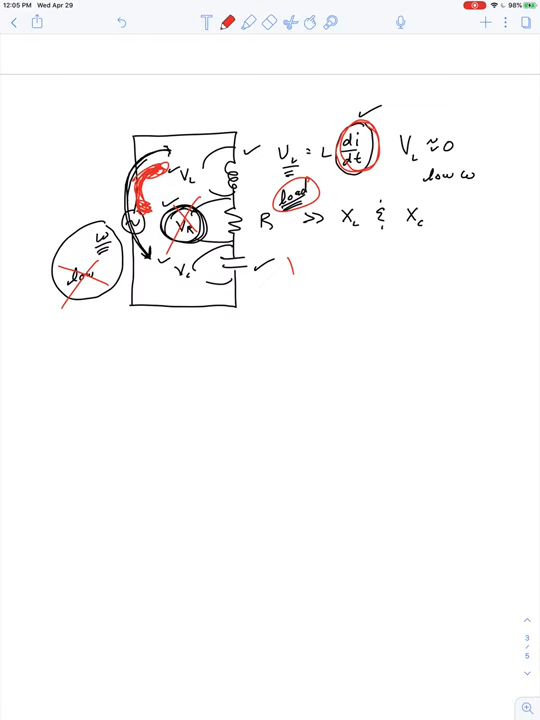 12:05 PM Wed Apr 29
98%
V_L = L di/dt V_L ≈ 0
low ω
V_L
load
V_R
R >> X_L & X_C
ω
low
V_C
3
/
5